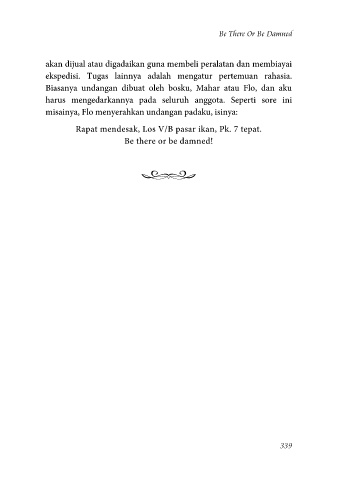 Be There Or Be Damned
akan dijual atau digadaikan guna membeli peralatan dan membiayai
ekspedisi. Tugas lainnya adalah mengatur pertemuan rahasia.
Biasanya undangan dibuat oleh bosku, Mahar atau Flo, dan aku
harus mengedarkannya pada seluruh anggota. Seperti sore ini
misalnya, Flo menyerahkan undangan padaku, isinya:
Rapat mendesak, Los V/B pasar ikan, Pk. 7 tepat.
Be there or be damned!
339